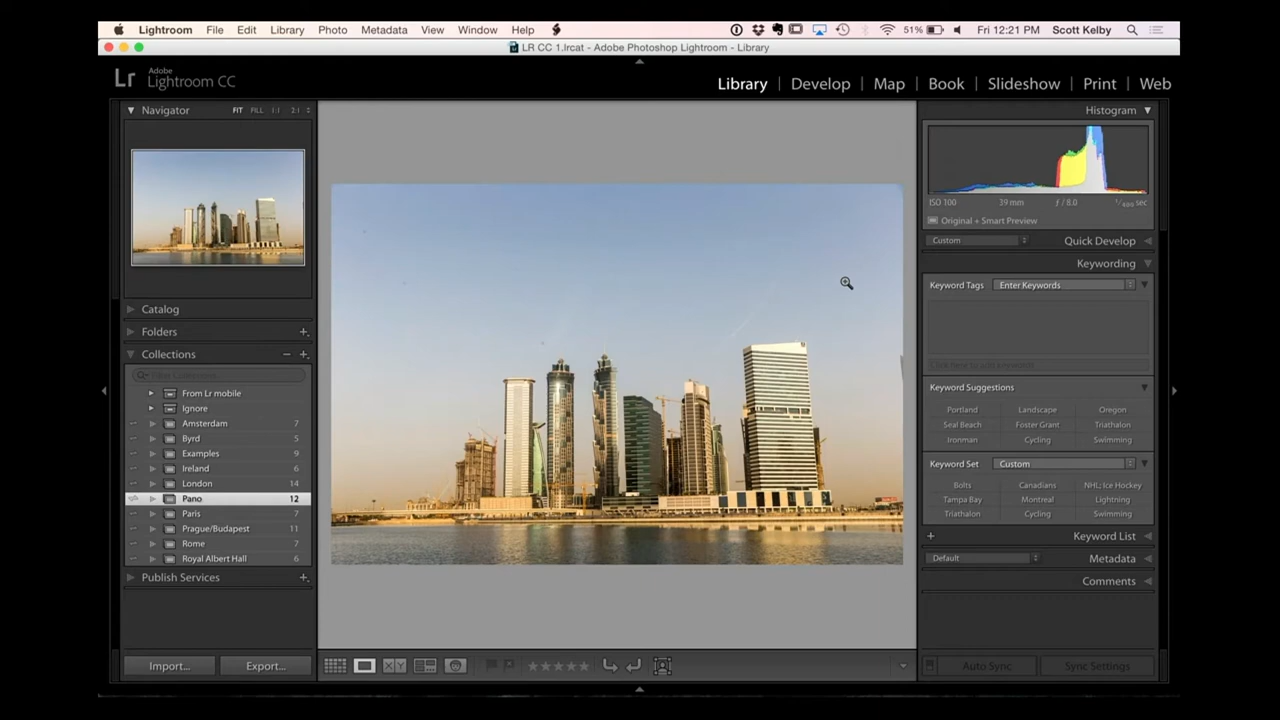 Lightroom File Edit Library Photo Metadata View Window Help 51% Fri 12:21 PM Scott Kelby
LR CC 1.lrcat - Adobe Photoshop Lightroom - Library
Lr Adobe Lightroom CC
Library Develop Map Book Slideshow Print Web
Navigator FIT FILL 1:1 2:1
Histogram
ISO 100 39 mm ƒ / 8.0
Original + Smart Preview
Custom Quick Develop
Keywording
Keyword Tags Enter Keywords
Catalog
Folders
Collections
From Lr mobile
Ignore
Amsterdam 7
Byrd 5
Examples 9
Ireland 6
London 14
Pano 12
Paris 7
Prague/Budapest 11
Rome 7
Royal Albert Hall 6
Publish Services
Click here to add keywords
Keyword Suggestions
Portland Landscape Oregon
Seal Beach Foster Grant Triathalon
Ironman Cycling Swimming
Keyword Set Custom
Bolts Canadians NHL; Ice Hockey
Tampa Bay Montreal Lightning
Triathlon Cycling Swimming
Keyword List
Default Metadata
Comments
Import... Export...
Auto Sync Sync Settings